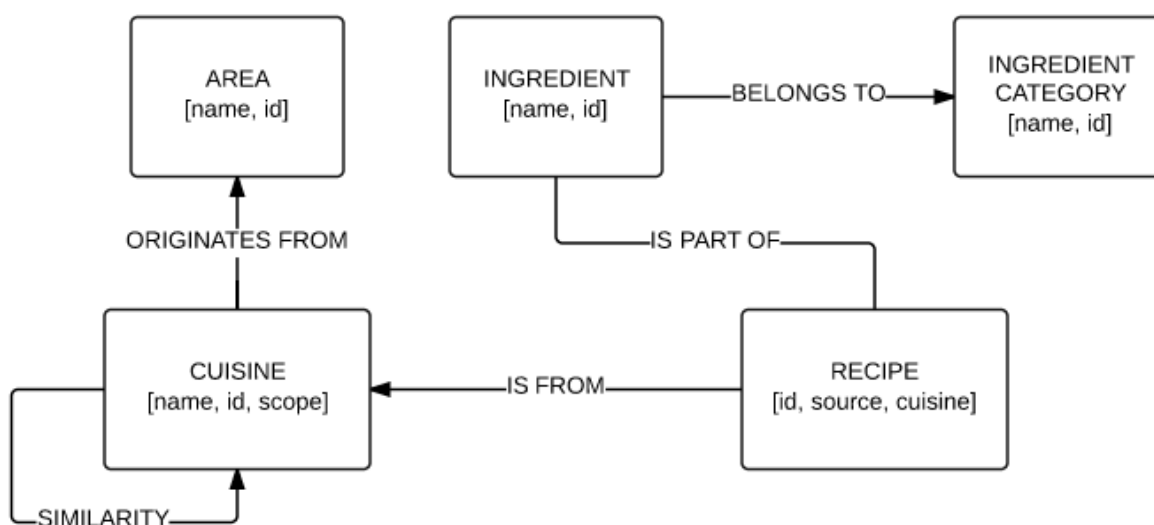 AREA
[name, id]
INGREDIENT
[name, id]
BELONGS TO
INGREDIENT
CATEGORY
[name, id]
ORIGINATES FROM
IS PART OF
CUISINE
[name, id, scope]
IS FROM
RECIPE
[id, source, cuisine]
SIMILARITY